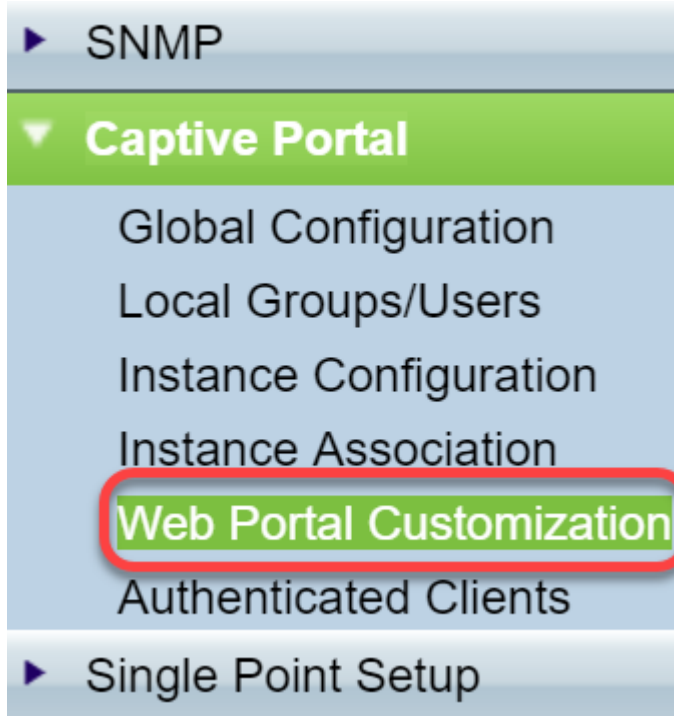 SNMP
Captive Portal
Global Configuration
Local Groups/Users
Instance Configuration
Instance Association
Web Portal Customization
Authenticated Clients
Single Point Setup